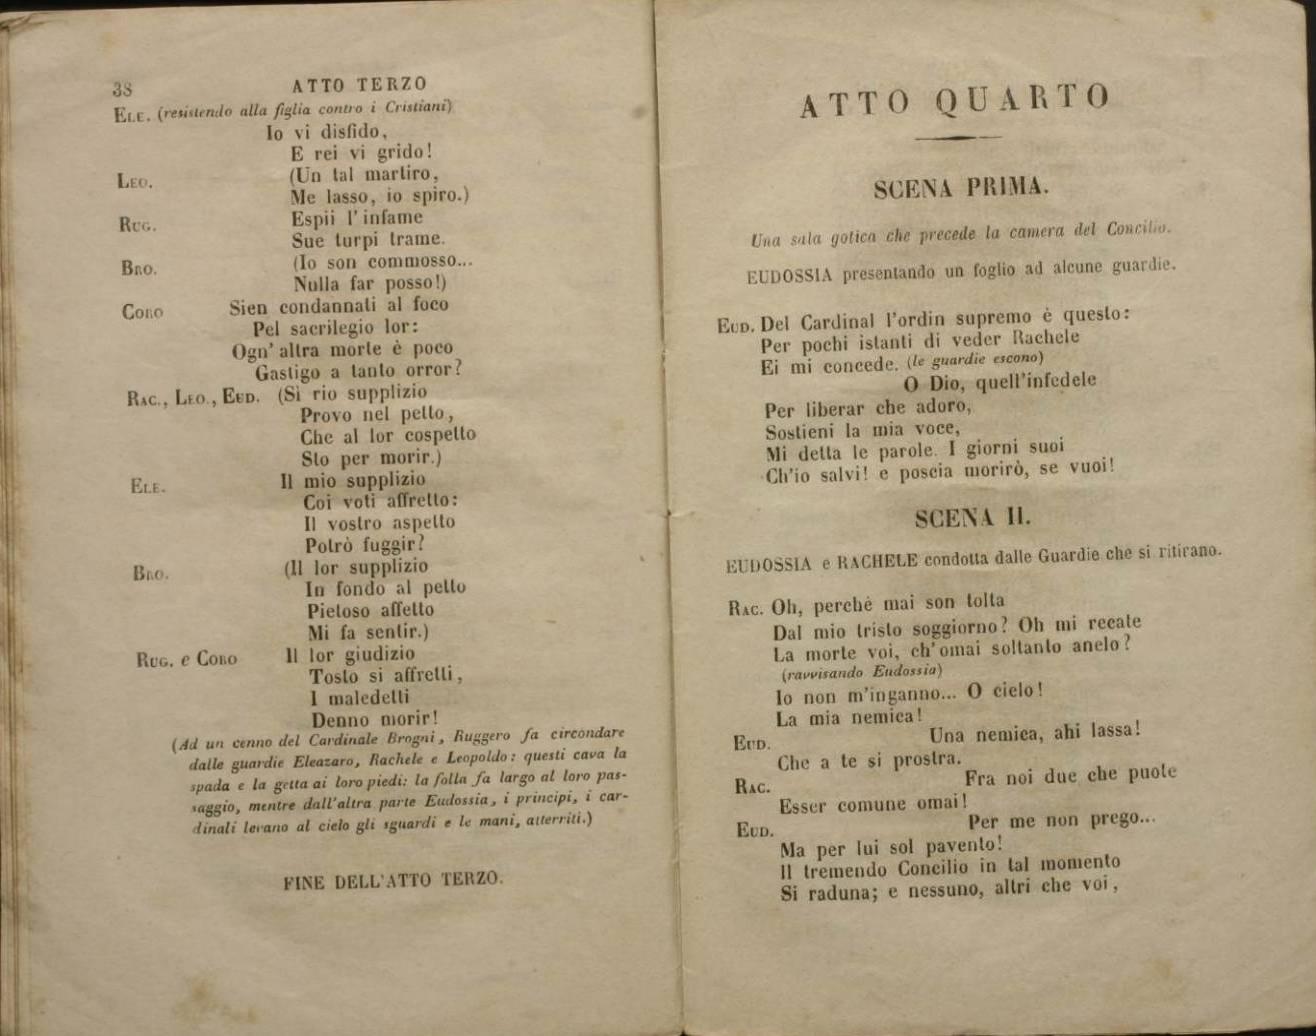 38 ATTO TERZO
ELE. (resistendo alla figlia contro i Cristiani)
Io vi disfido,
E rei vi grido!
LEO. (Un tal martiro,
Me lasso, io spiro.)
RUG. Espii l'infame
Sue turpi trame.
BRO. (Io son commosso...
Nulla far posso!)
CORO Sien condannati al foco
Pel sacrilegio lor:
Ogn'altra morte è poco
Gastigo a tanto orror?
RAC., LEO., EUD. (Sì rio supplizio
Provo nel petto,
Che al lor cospetto
Sto per morir.)
ELE. Il mio supplizio
Coi voti affretto:
Il vostro aspetto
Potrò fuggir?
BRO. (Il lor supplizio
In fondo al petto
Pietoso affetto
Mi fa sentir.)
RUG. e CORO Il lor giudizio
Tosto si affretti,
I maledetti
Denno morir!
(Ad un cenno del Cardinale Brogni, Ruggero fa circondare
dalle guardie Eleazaro, Rachele e Leopoldo: questi cava la
spada e la getta ai loro piedi: la folla fa largo al loro pas-
saggio, mentre dall'altra parte Eudossia, i principi, i car-
dinali levano al cielo gli sguardi e le mani, atterriti.)
FINE DELL'ATTO TERZO.
ATTO QUARTO
SCENA PRIMA.
Una sala gotica che precede la camera del Concilio.
EUDOSSIA presentando un foglio ad alcune guardie.
EUD. Del Cardinal l'ordin supremo è questo:
Per pochi istanti di veder Rachele
Ei mi concede. (le guardie escono)
O Dio, quell'infedele
Per liberar che adoro,
Sostieni la mia voce,
Mi detta le parole. I giorni suoi
Ch'io salvi! e poscia morirò, se vuoi!
SCENA II.
EUDOSSIA e RACHELE condotta dalle Guardie che si ritirano.
RAC. Oh, perchè mai son tolta
Dal mio tristo soggiorno? Oh mi recate
La morte voi, ch'omai soltanto anelo?
(ravvisando Eudossia)
Io non m'inganno... O cielo!
La mia nemica!
EUD. Una nemica, ahi lassa!
Che a te si prostra.
RAC. Fra noi due che puote
Esser comune omai!
EUD. Per me non prego...
Ma per lui sol pavento!
Il tremendo Concilio in tal momento
Si raduna; e nessuno, altri che voi,